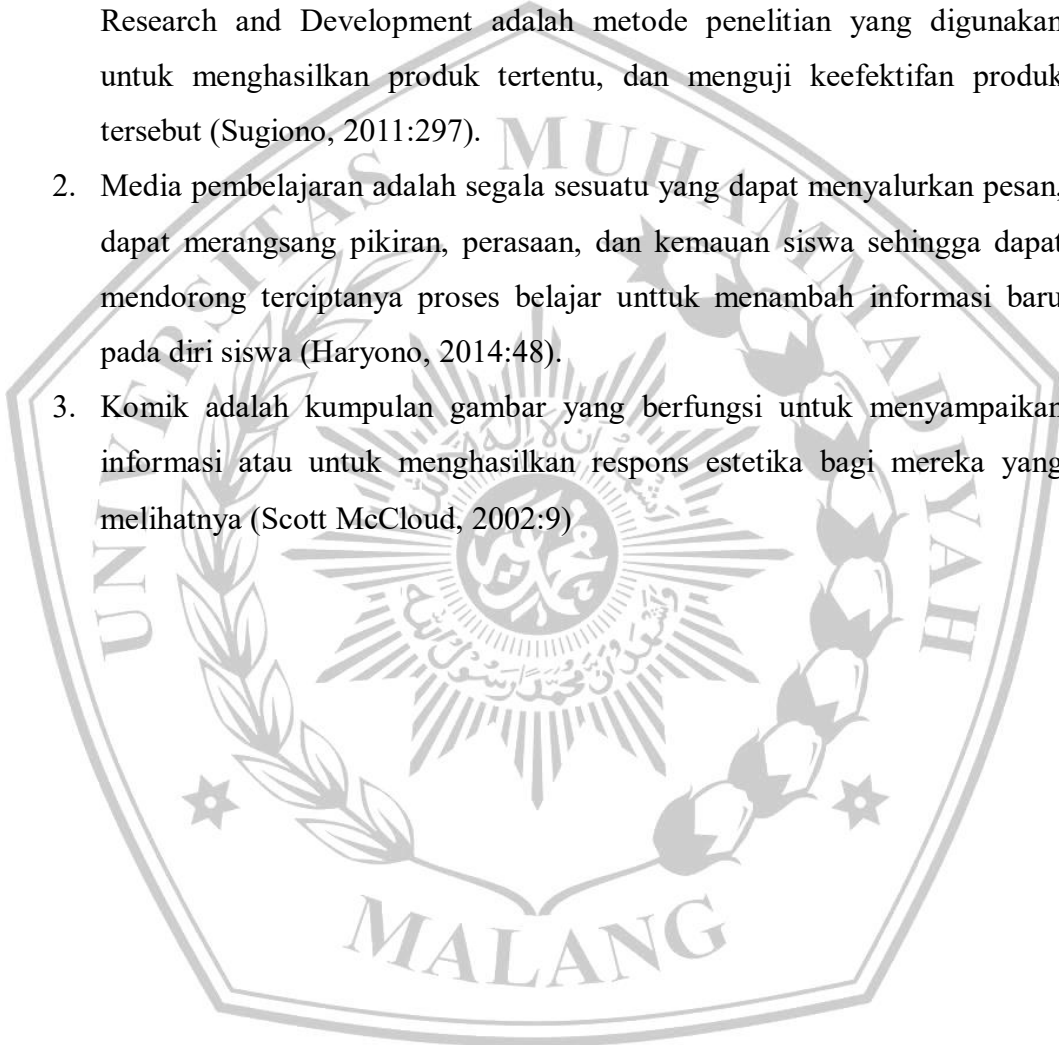 Research and Development adalah metode penelitian yang digunakan
untuk menghasilkan produk tertentu, dan menguji keefektifan produk
tersebut (Sugiono, 2011:297).
2. Media pembelajaran adalah segala sesuatu yang dapat menyalurkan pesan,
dapat merangsang pikiran, perasaan, dan kemauan siswa sehingga dapat
mendorong terciptanya proses belajar unttuk menambah informasi baru
pada diri siswa (Haryono, 2014:48).
3. Komik adalah kumpulan gambar yang berfungsi untuk menyampaikan
informasi atau untuk menghasilkan respons estetika bagi mereka yang
melihatnya (Scott McCloud, 2002:9)
UNIVERSITAS MUHAMMADIYAH
MALANG